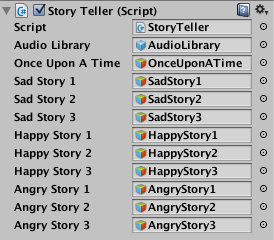 Story Teller (Script)
Script StoryTeller
Audio Library AudioLibrary
Once Upon A Time OnceUponATime
Sad Story 1 SadStory1
Sad Story 2 SadStory2
Sad Story 3 SadStory3
Happy Story 1 HappyStory1
Happy Story 2 HappyStory2
Happy Story 3 HappyStory3
Angry Story 1 AngryStory1
Angry Story 2 AngryStory2
Angry Story 3 AngryStory3